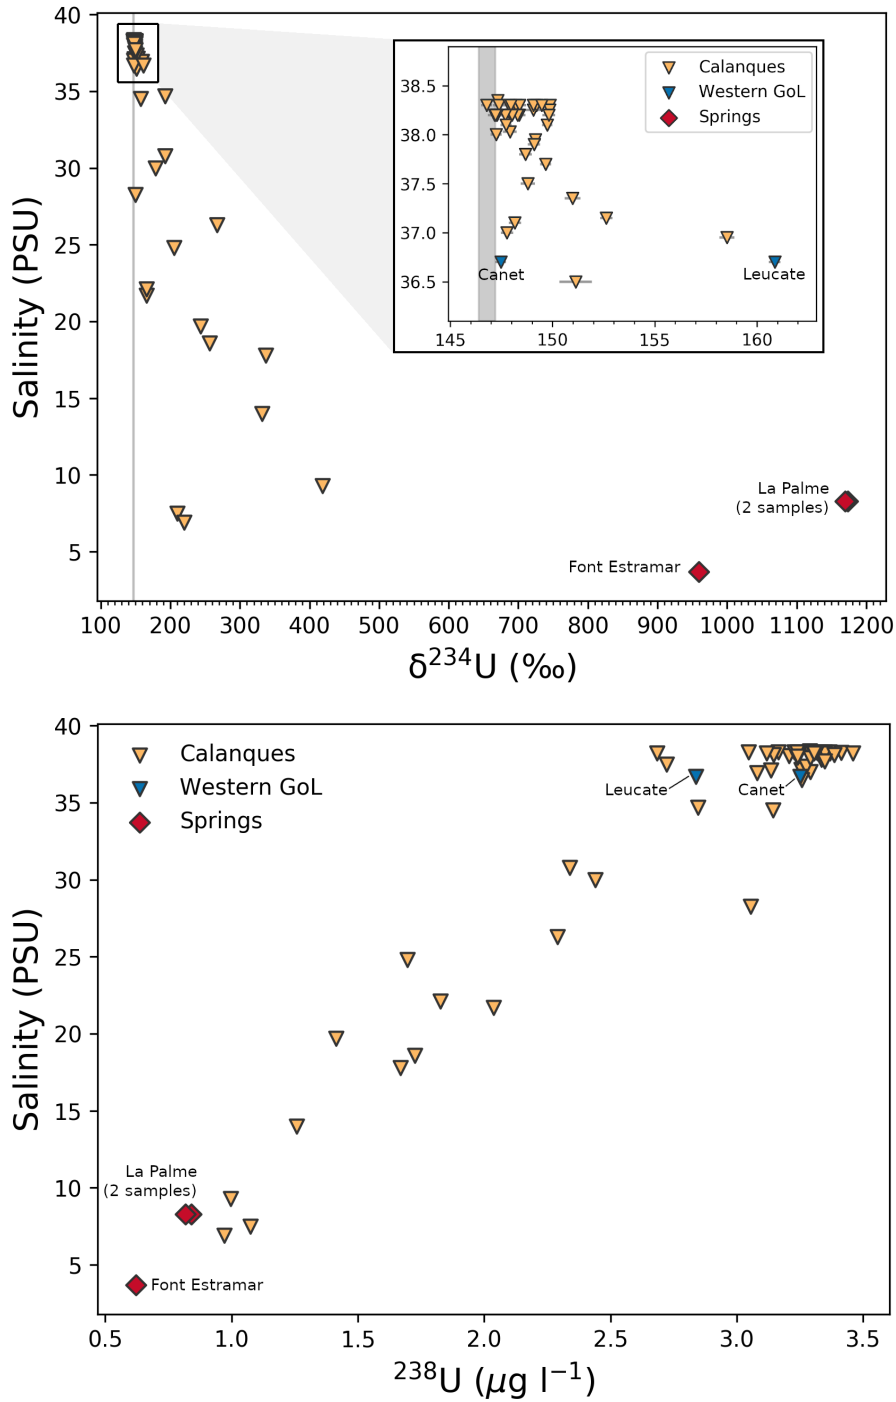 40
35
30
25
20
15
10
5
Salinity (PSU)
38.5
38.0
37.5
37.0
36.5
Calanques
Western GoL
Springs
Canet
Leucate
145 150 155 160
La Palme
(2 samples)
Font Estramar
100 200 300 400 500 600 700 800 900 1000 1100 1200
δ²³⁴U (‰)
40
35
30
25
20
15
10
5
Salinity (PSU)
Calanques
Western GoL
Springs
Leucate
Canet
La Palme
(2 samples)
Font Estramar
0.5 1.0 1.5 2.0 2.5 3.0 3.5
²³⁸U (μg l⁻¹)